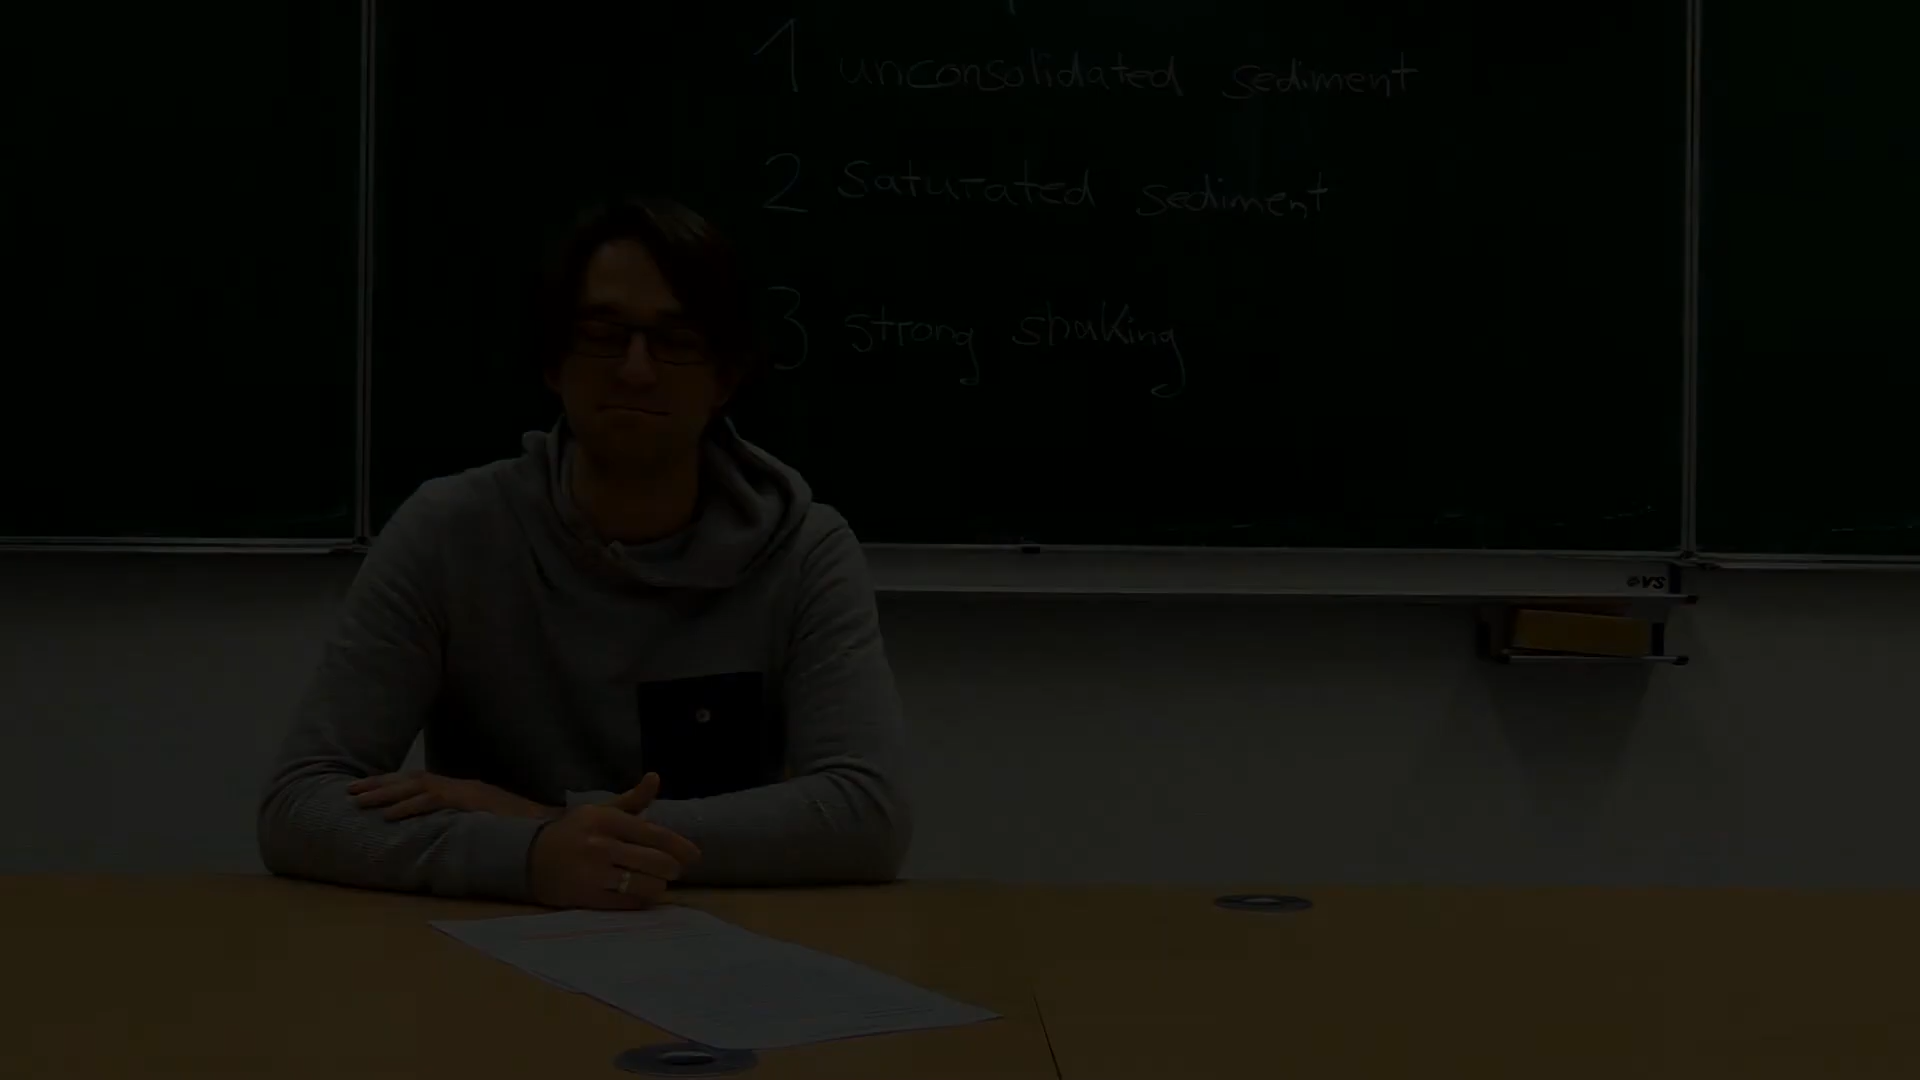 1 unconsolidated sediment
2 saturated sediment
3 strong shaking